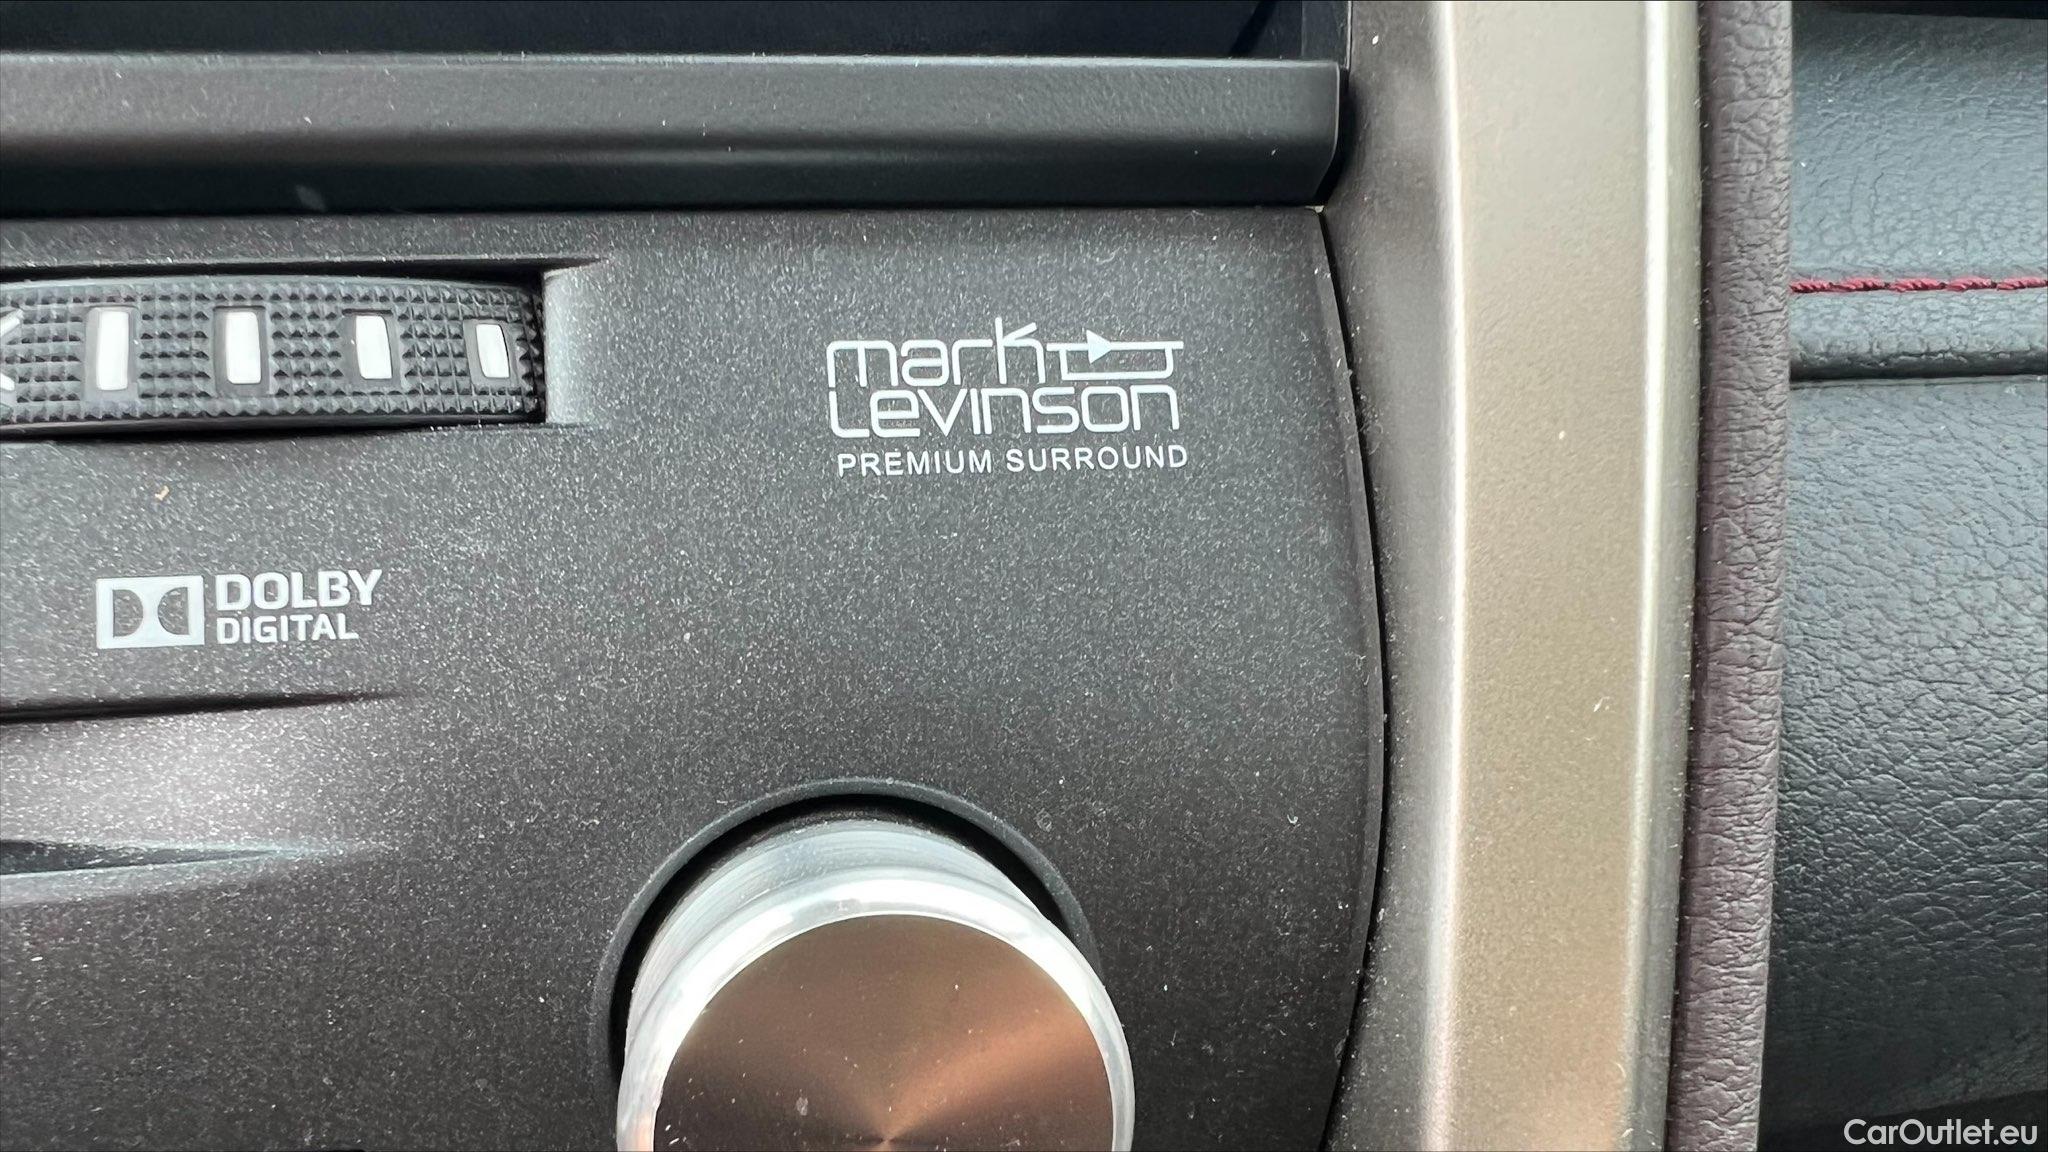 mark
Levinson
PREMIUM SURROUND
DOLBY
DIGITAL
CarOutlet.eu